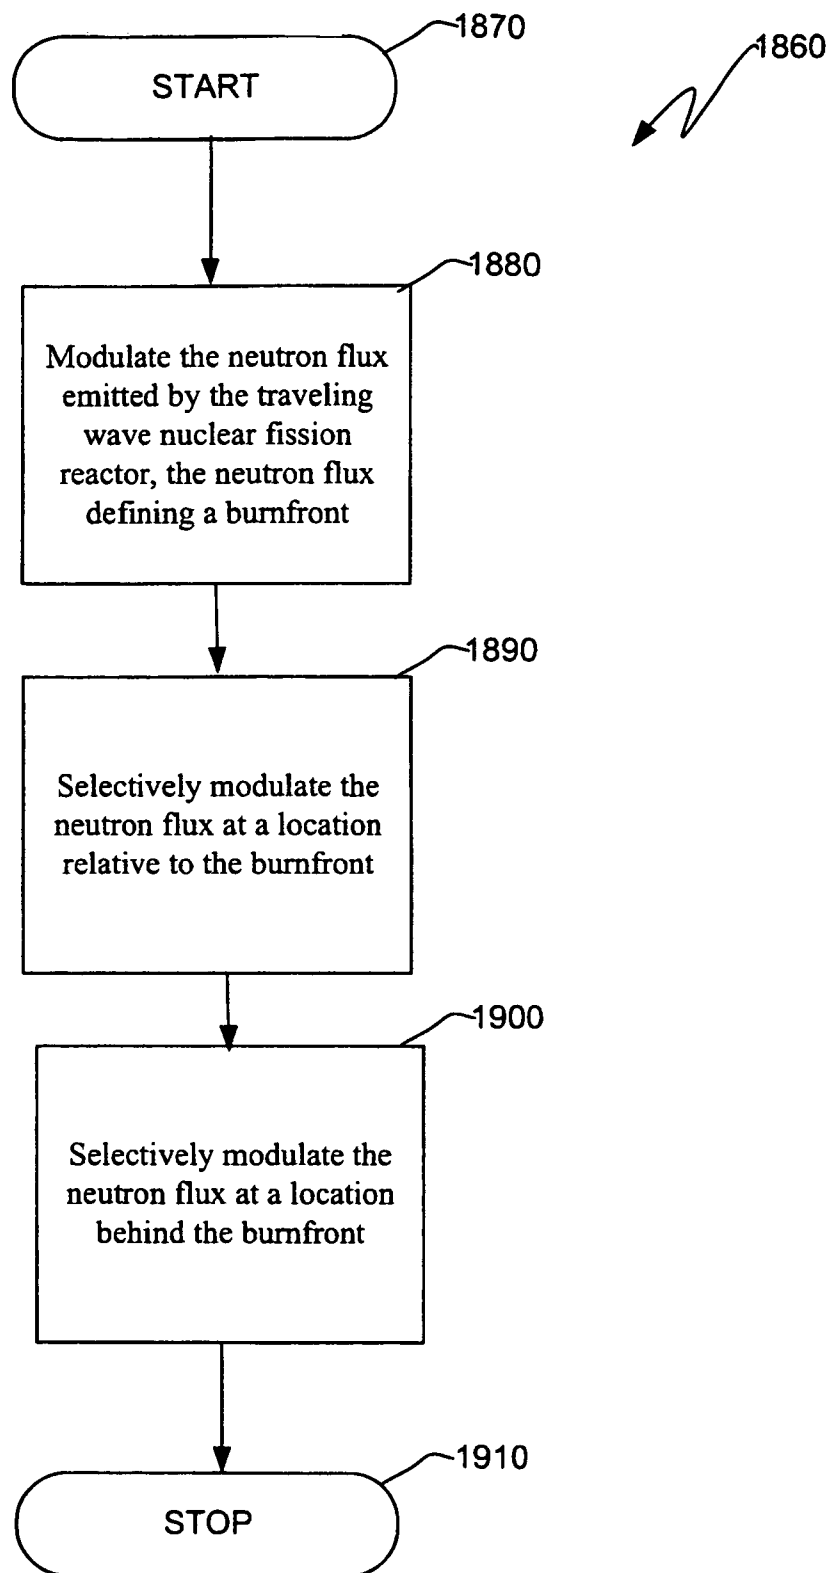 1870
START
1860
1880
Modulate the neutron flux
emitted by the traveling
wave nuclear fission
reactor, the neutron flux
defining a burnfront
1890
Selectively modulate the
neutron flux at a location
relative to the burnfront
1900
Selectively modulate the
neutron flux at a location
behind the burnfront
1910
STOP